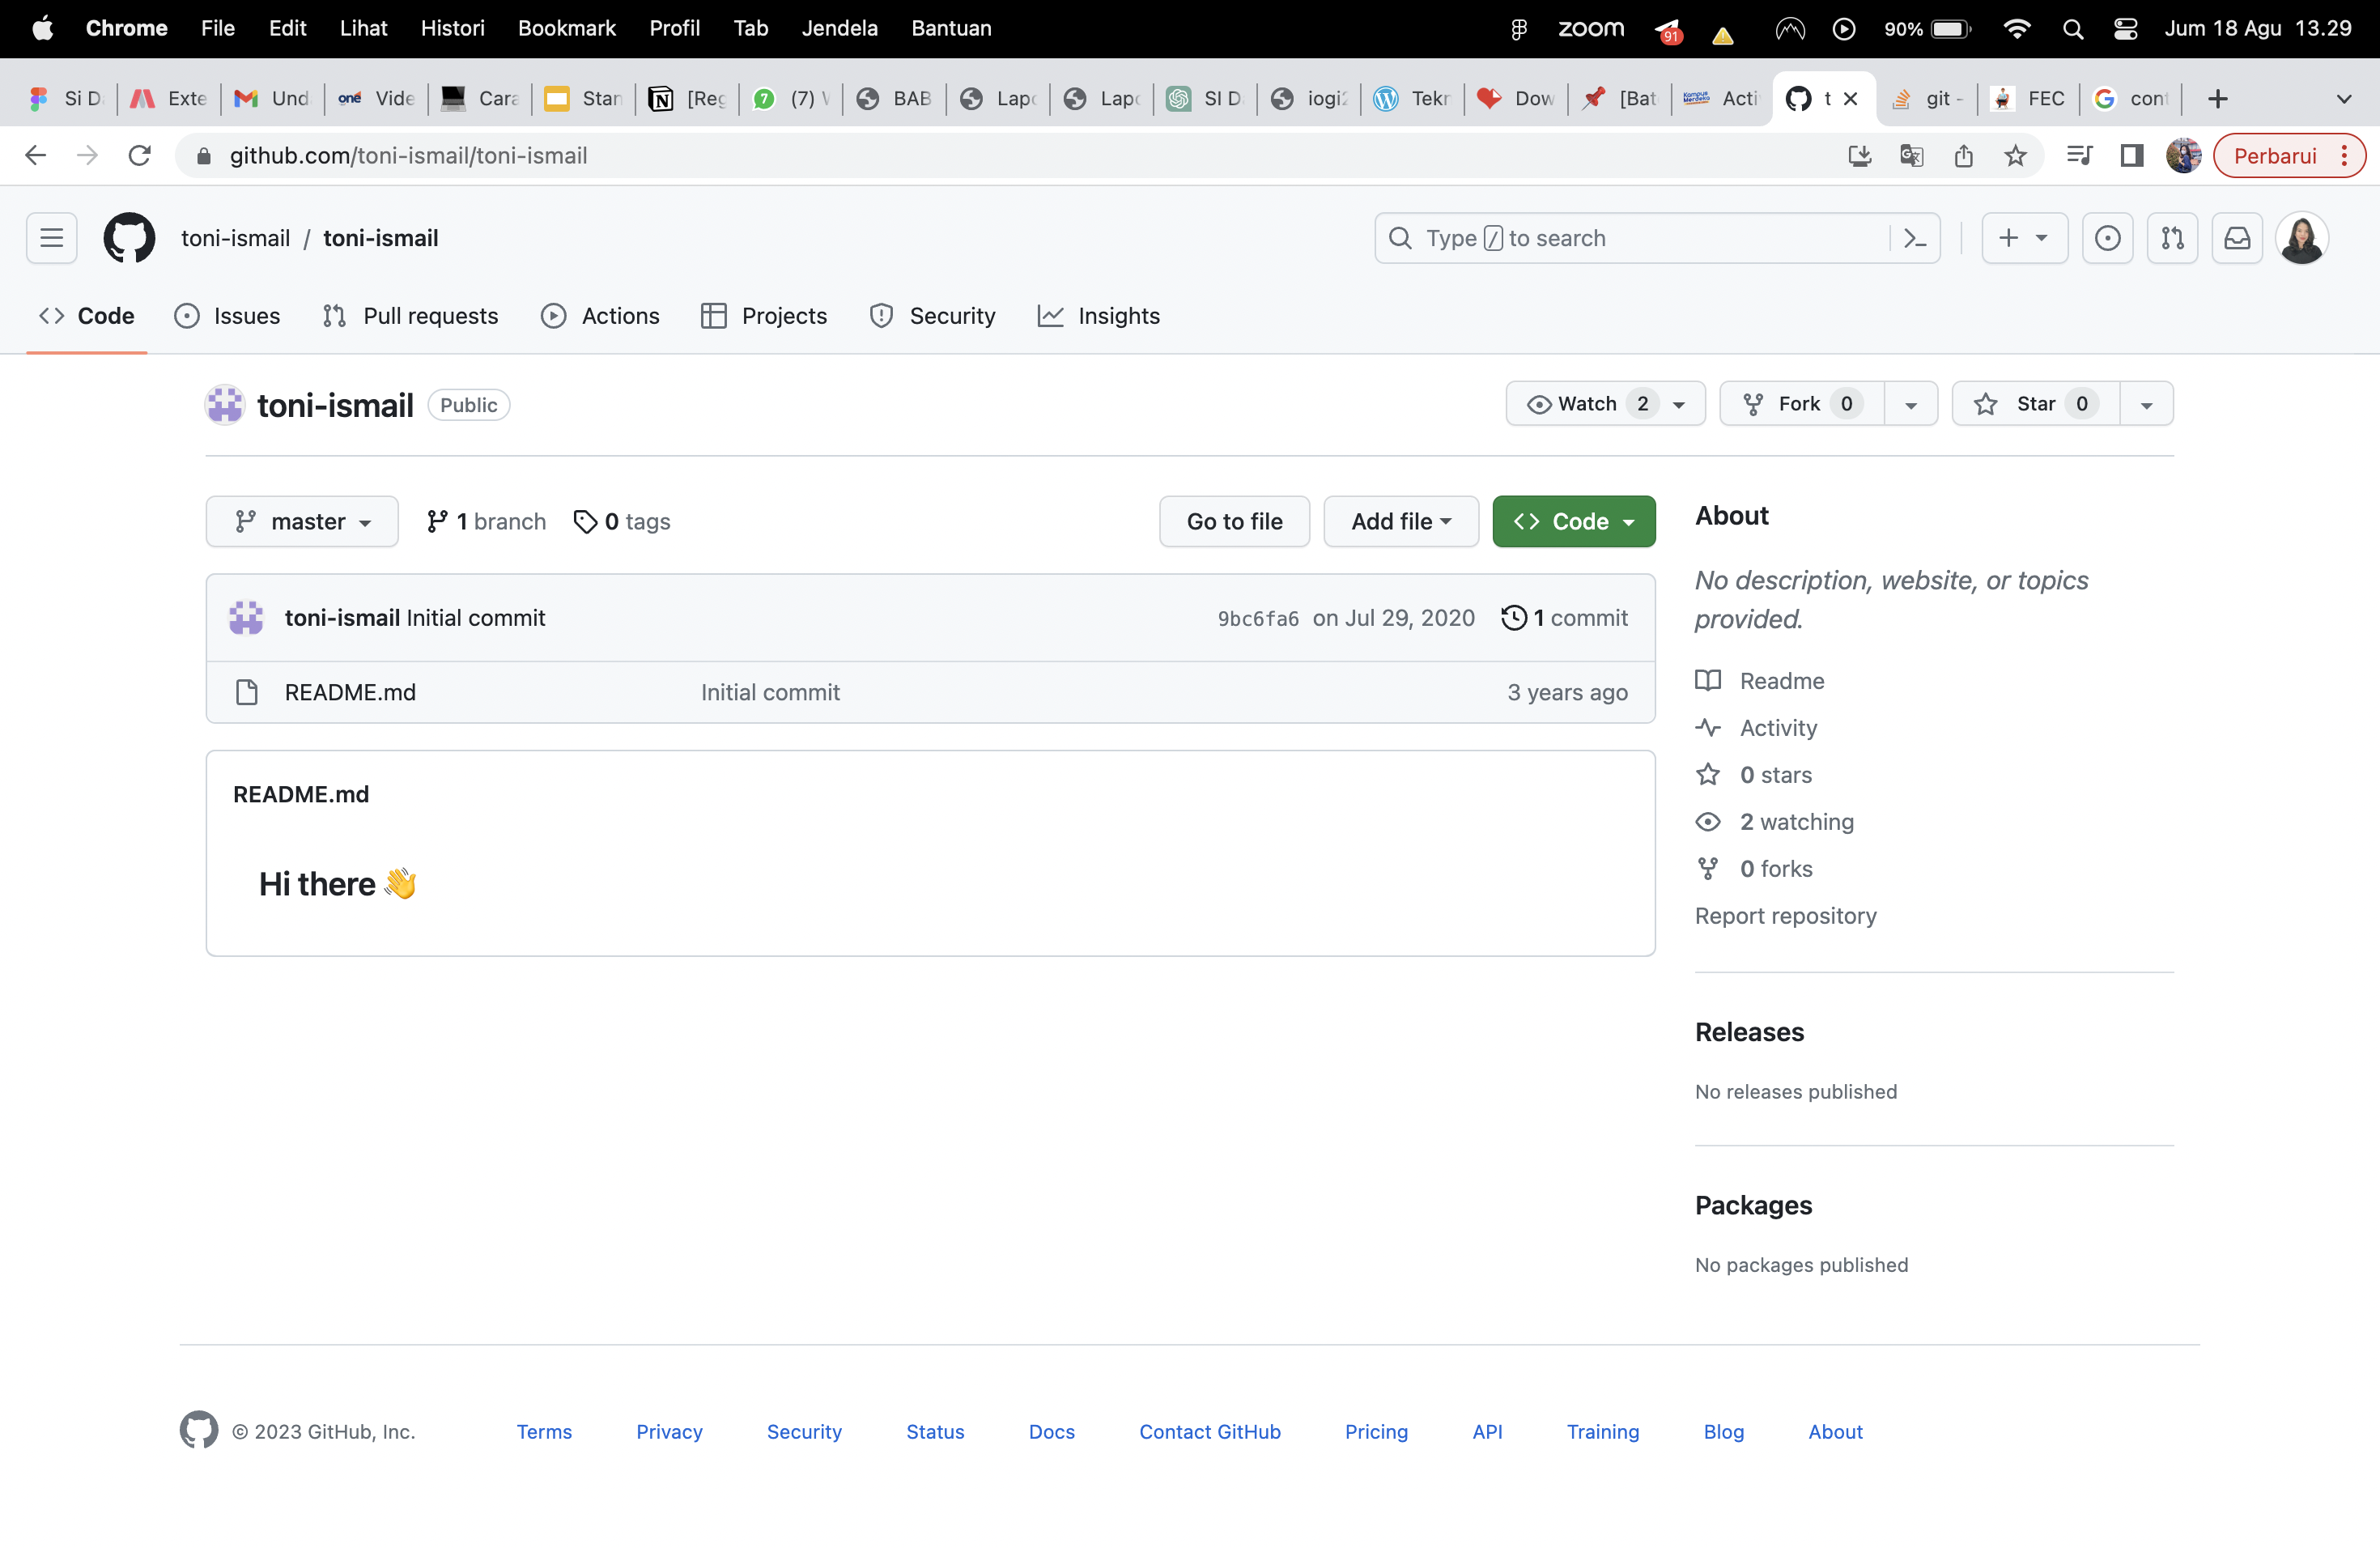 Chrome File Edit Lihat Histori Bookmark Profil Tab Jendela Bantuan zoom 91 90% Jum 18 Agu 13.29
Si D Exte M Und one Vide Cara Stan [Reg 7 (7) BAB Lapo Lapo SI D iogi2 Tekn Dow [Bat Kampus Merdeka Activ t git - FEC cont
github.com/toni-ismail/toni-ismail Perbarui
toni-ismail / toni-ismail Type / to search
Code Issues Pull requests Actions Projects Security Insights
toni-ismail Public Watch 2 Fork 0 Star 0
master 1 branch 0 tags Go to file Add file Code
toni-ismail Initial commit 9bc6fa6 on Jul 29, 2020 1 commit
README.md Initial commit 3 years ago
README.md
Hi there 👋
About
No description, website, or topics
provided.
Readme
Activity
0 stars
2 watching
0 forks
Report repository
Releases
No releases published
Packages
No packages published
© 2023 GitHub, Inc. Terms Privacy Security Status Docs Contact GitHub Pricing API Training Blog About